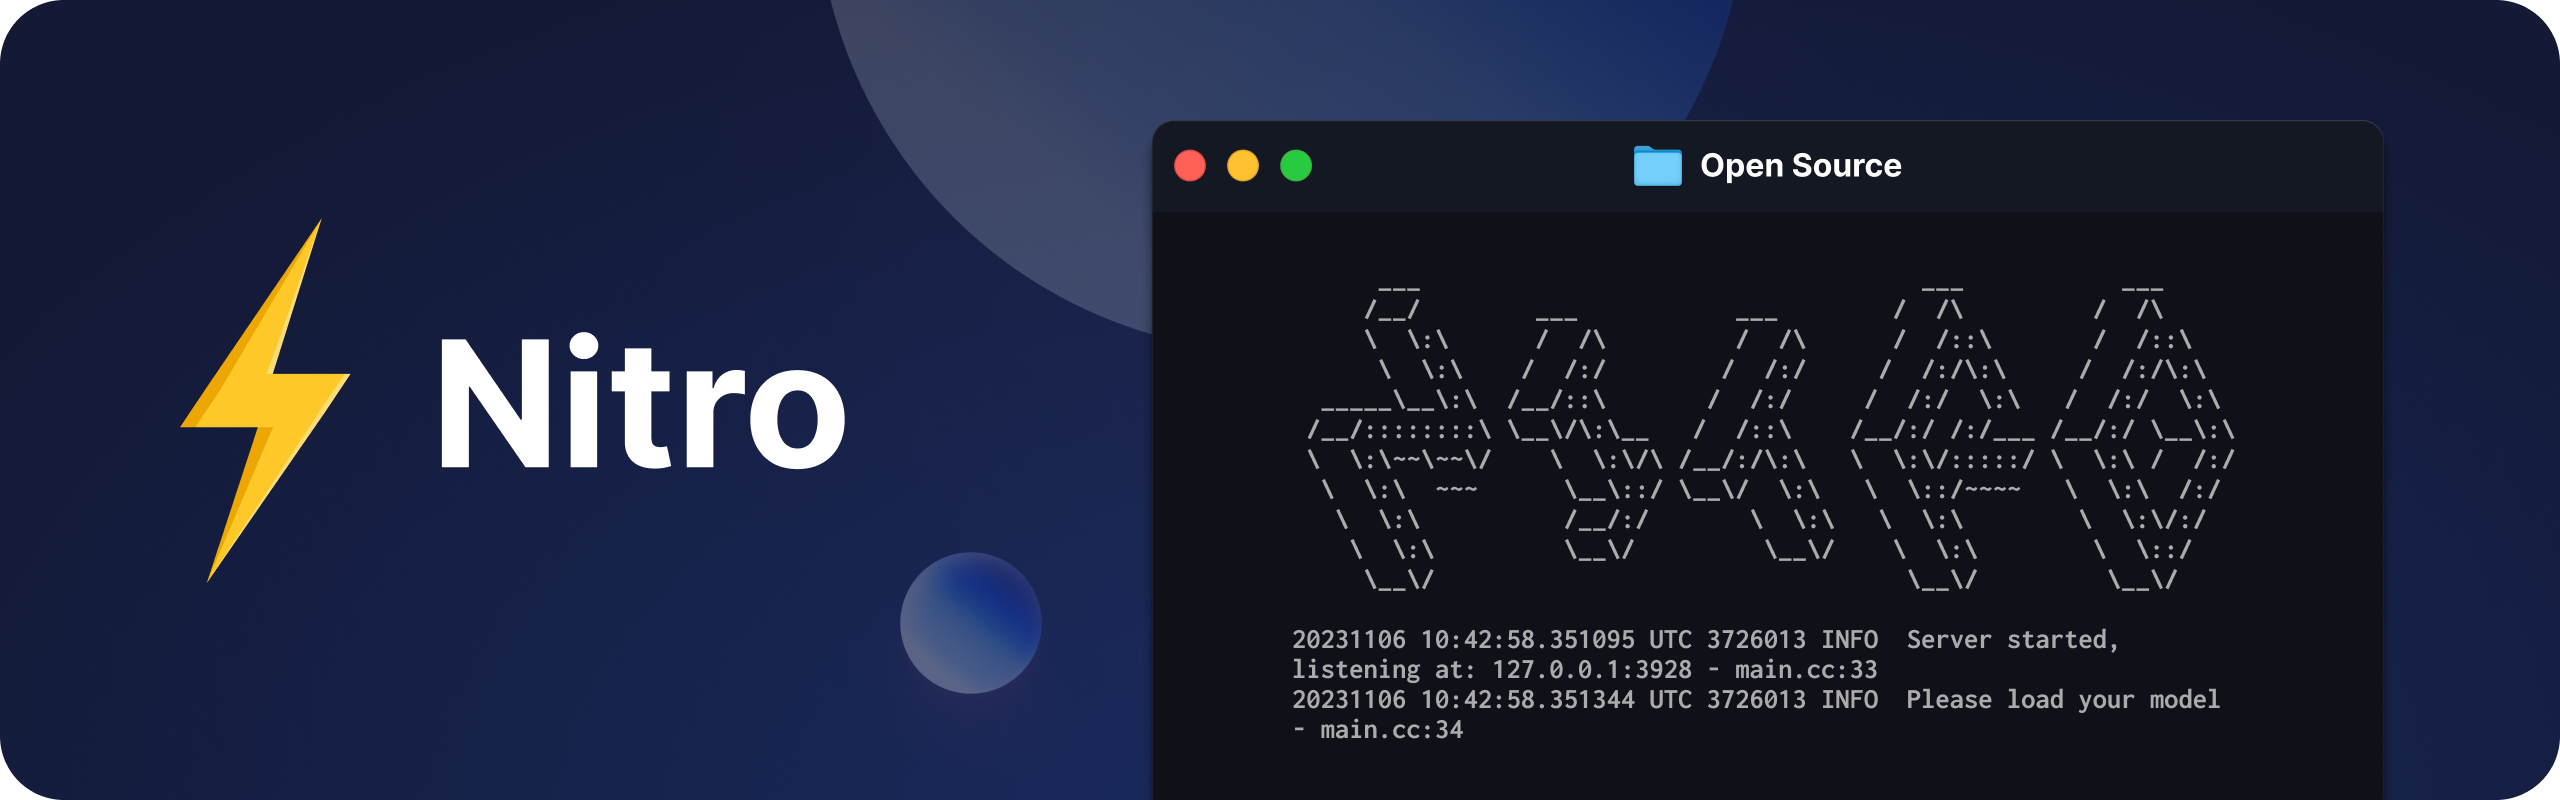 Nitro
Open Source
20231106 10:42:58.351095 UTC 3726013 INFO  Server started,
listening at: 127.0.0.1:3928 - main.cc:33
20231106 10:42:58.351344 UTC 3726013 INFO  Please load your model
- main.cc:34